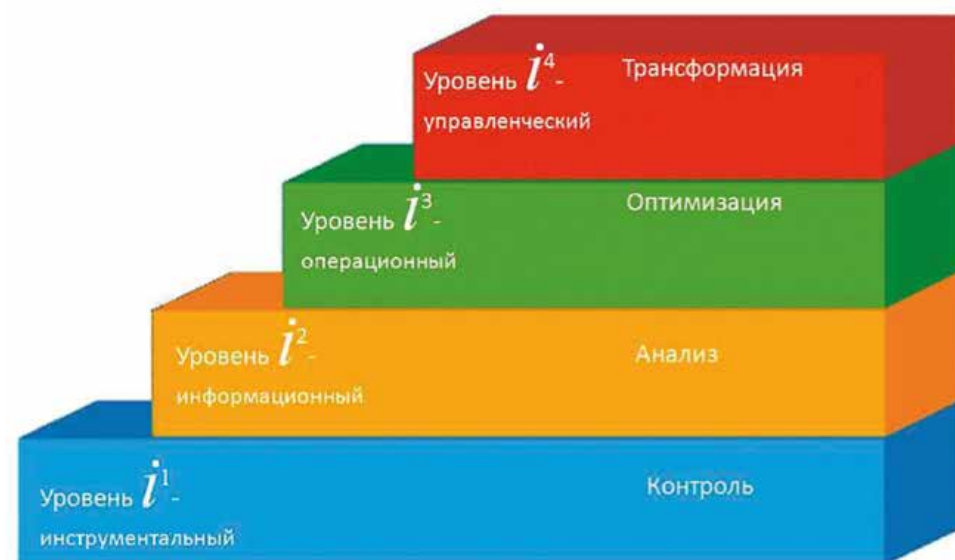 Уровень i⁴- Трансформация
управленческий
Уровень i³- Оптимизация
операционный
Уровень i²- Анализ
информационный
Уровень i¹- Контроль
инструментальный